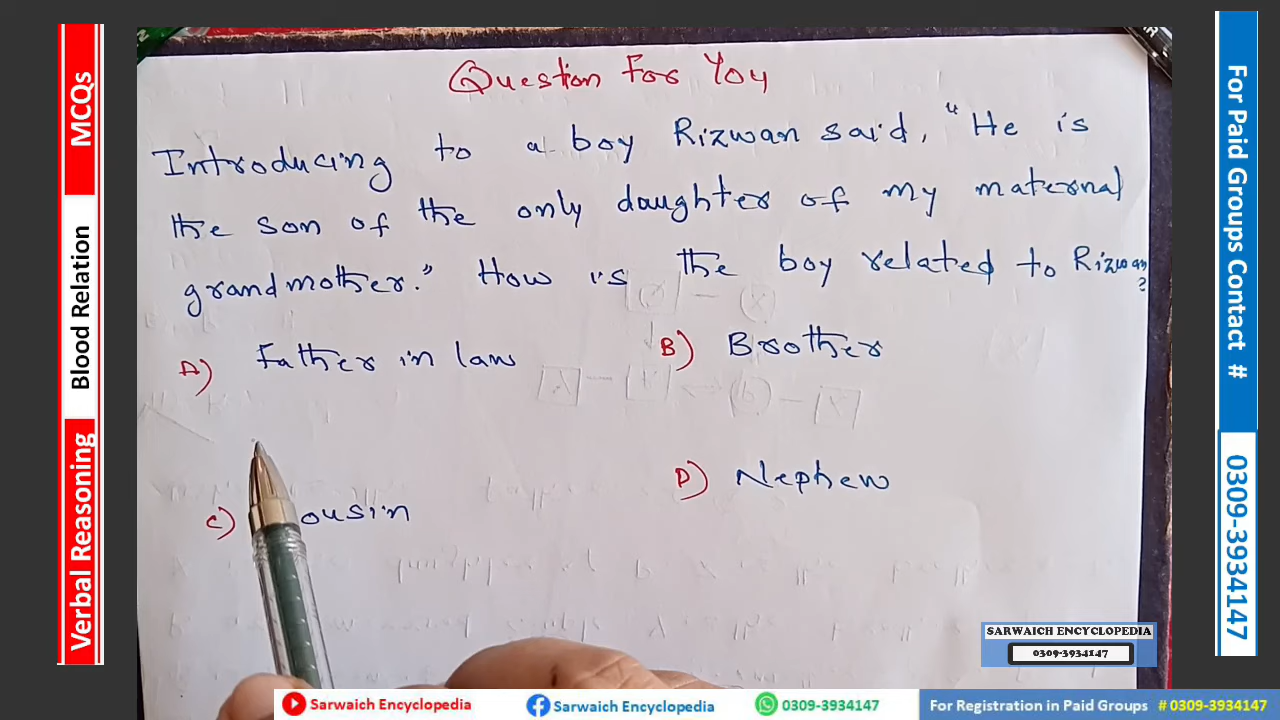 Question For You
Introducing to a boy Rizwan said, "He is
the son of the only daughter of my maternal
grandmother." How is the boy related to Rizwan?
A) Father in law
B) Brother
C) ousin
D) Nephew
MCQs
Blood Relation
Verbal Reasoning
For Paid Groups Contact #
0309-3934147
SARWAICH ENCYCLOPEDIA
0309-3934147
Sarwaich Encyclopedia
Sarwaich Encyclopedia
0309-3934147
For Registration in Paid Groups # 0309-3934147